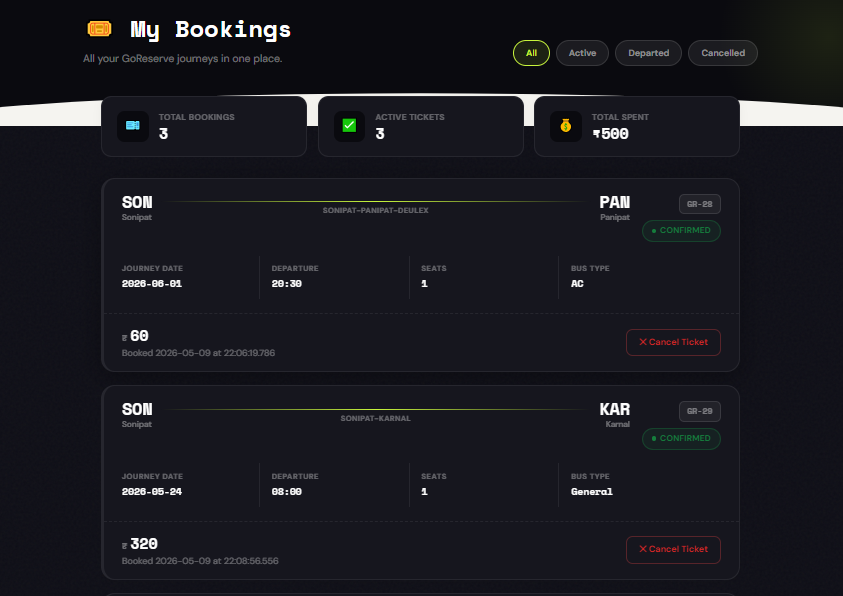 My Bookings
All your GoReserve journeys in one place.
All Active Departed Cancelled
TOTAL BOOKINGS
3
ACTIVE TICKETS
3
TOTAL SPENT
₹500
SON
Sonipat
SONIPAT-PANIPAT-DEULEX
PAN
Panipat
GR-28
CONFIRMED
JOURNEY DATE
2026-06-01
DEPARTURE
20:30
SEATS
1
BUS TYPE
AC
₹ 60
Booked 2026-05-09 at 22:06:19.786
✕ Cancel Ticket
SON
Sonipat
SONIPAT-KARNAL
KAR
Karnal
GR-29
CONFIRMED
JOURNEY DATE
2026-05-24
DEPARTURE
08:00
SEATS
1
BUS TYPE
General
₹ 320
Booked 2026-05-09 at 22:08:56.556
✕ Cancel Ticket